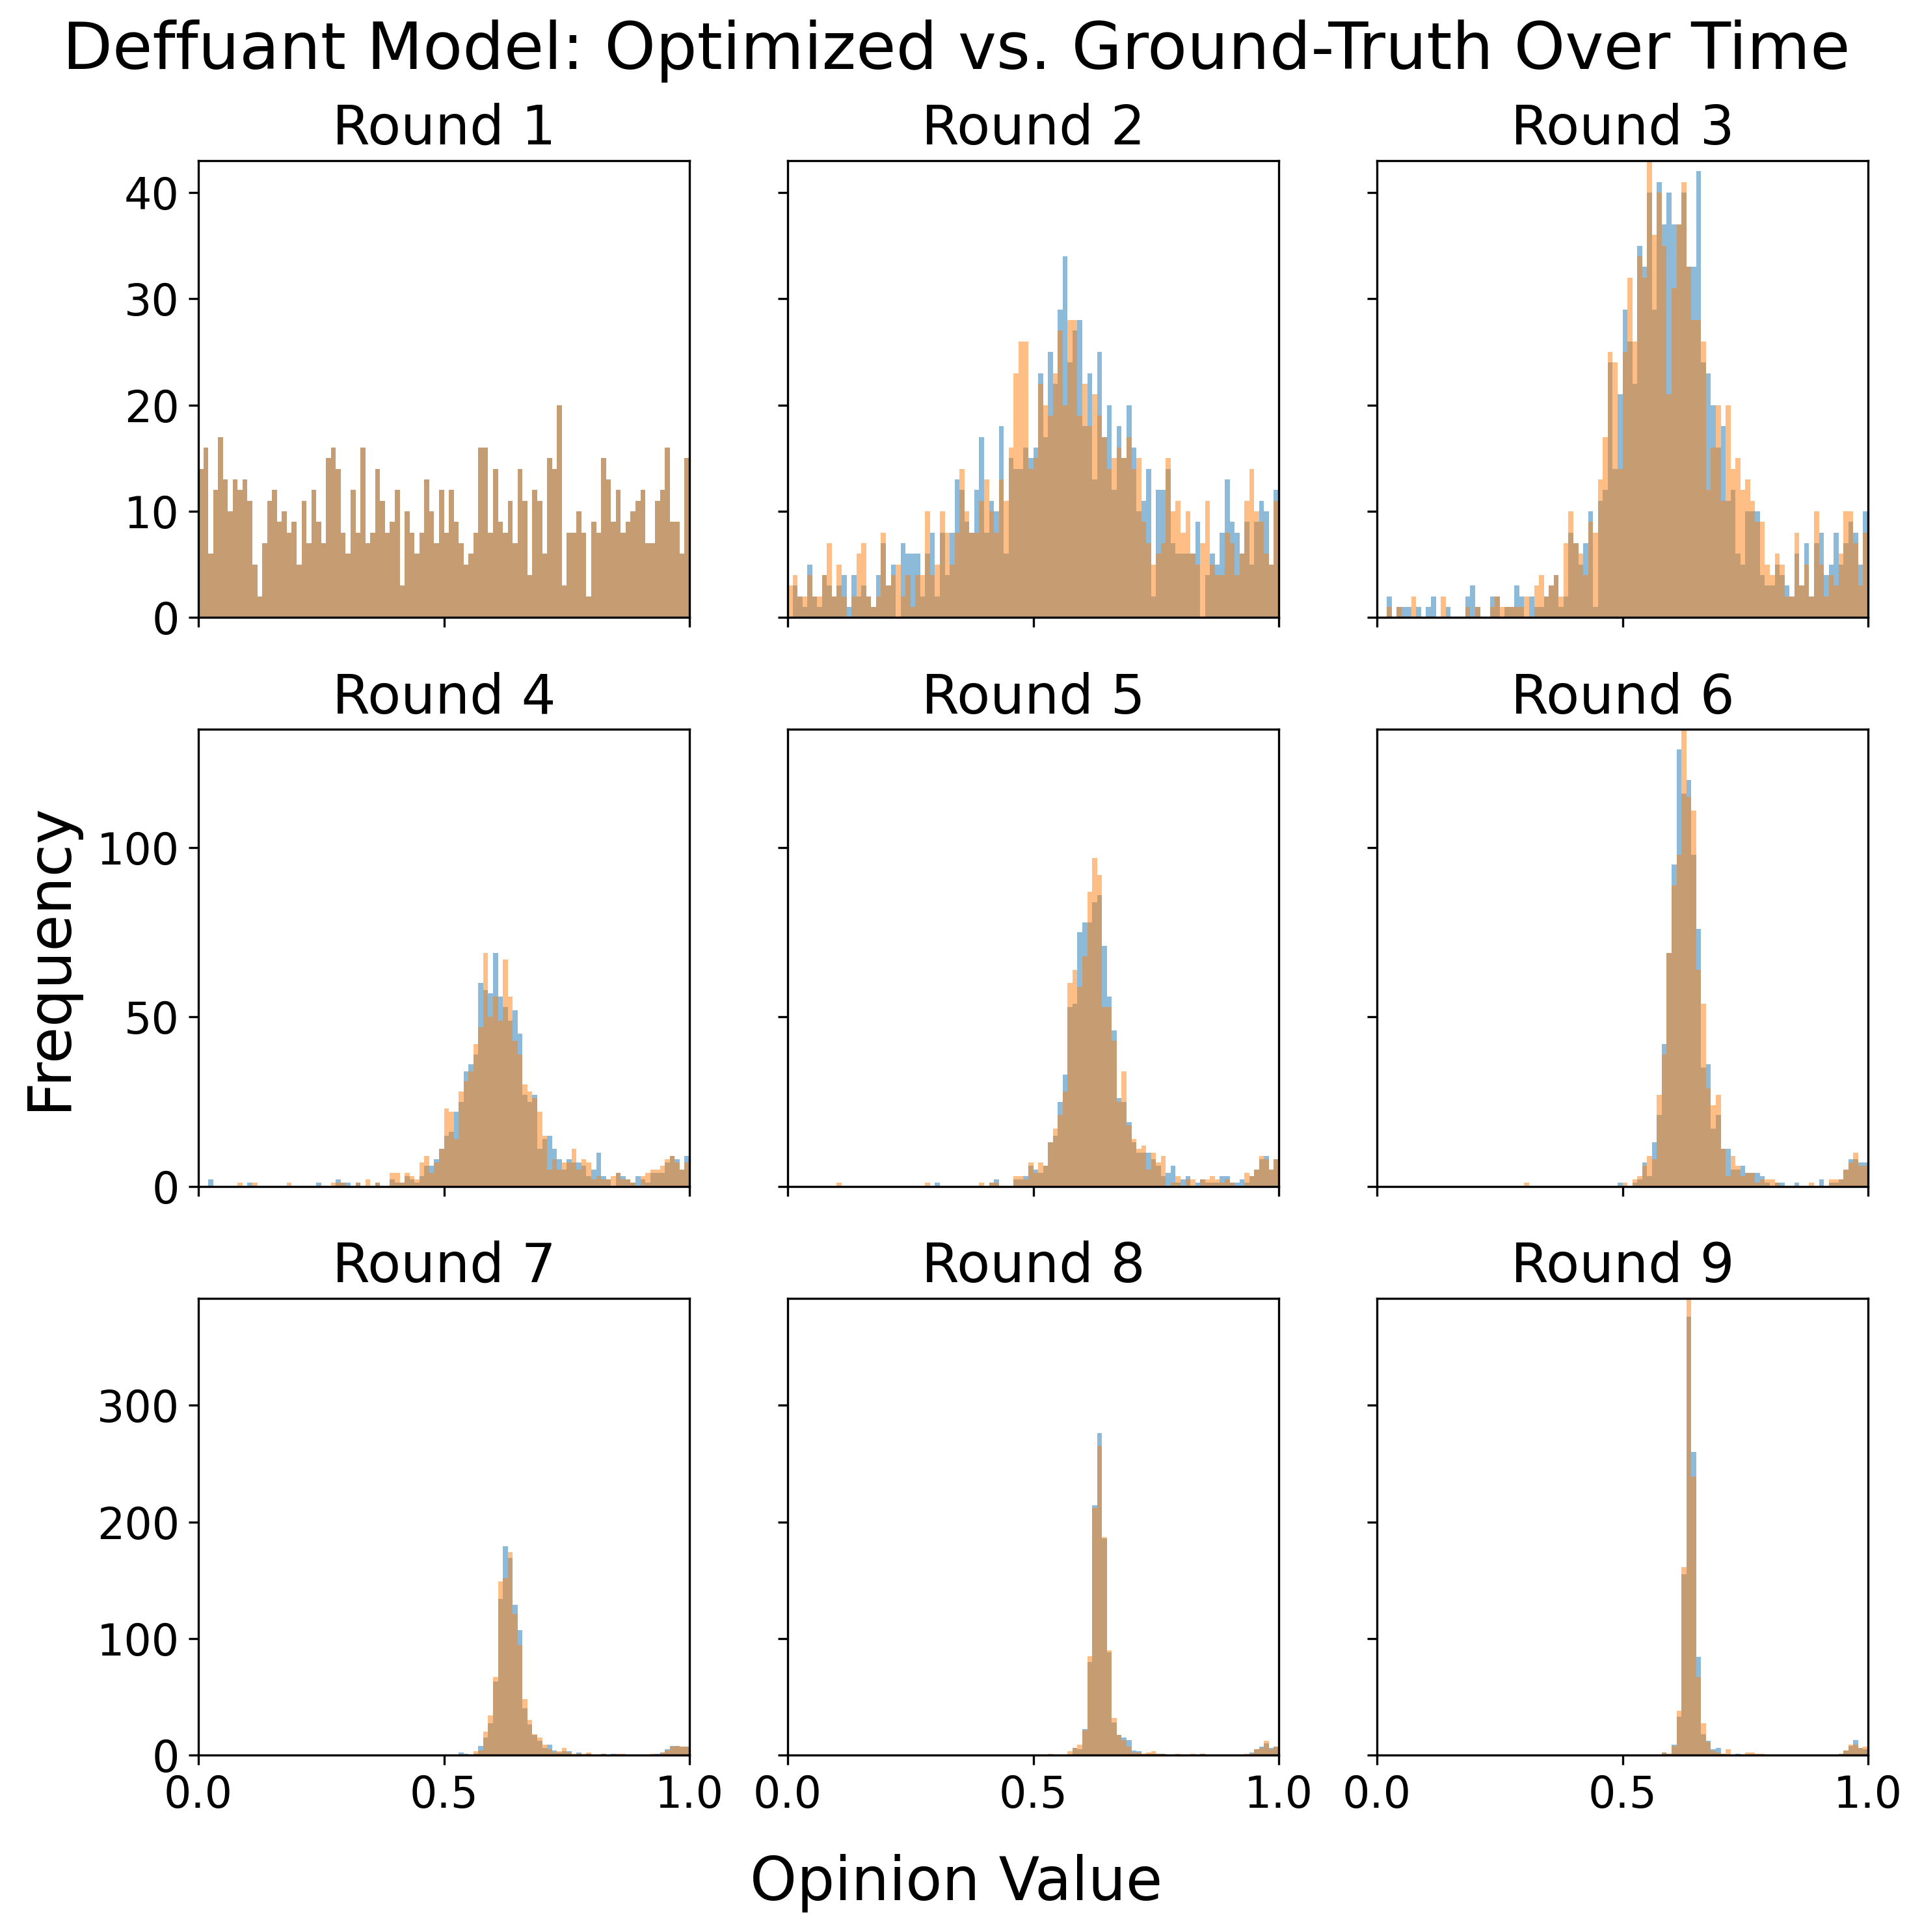 Deffuant Model: Optimized vs. Ground-Truth Over Time
Round 1
Round 2
Round 3
40
30
20
10
0
Round 4
Round 5
Round 6
Frequency
100
50
0
Round 7
Round 8
Round 9
300
200
100
0
0.0 0.5 1.0 0.0 0.5 1.0 0.0 0.5 1.0
Opinion Value